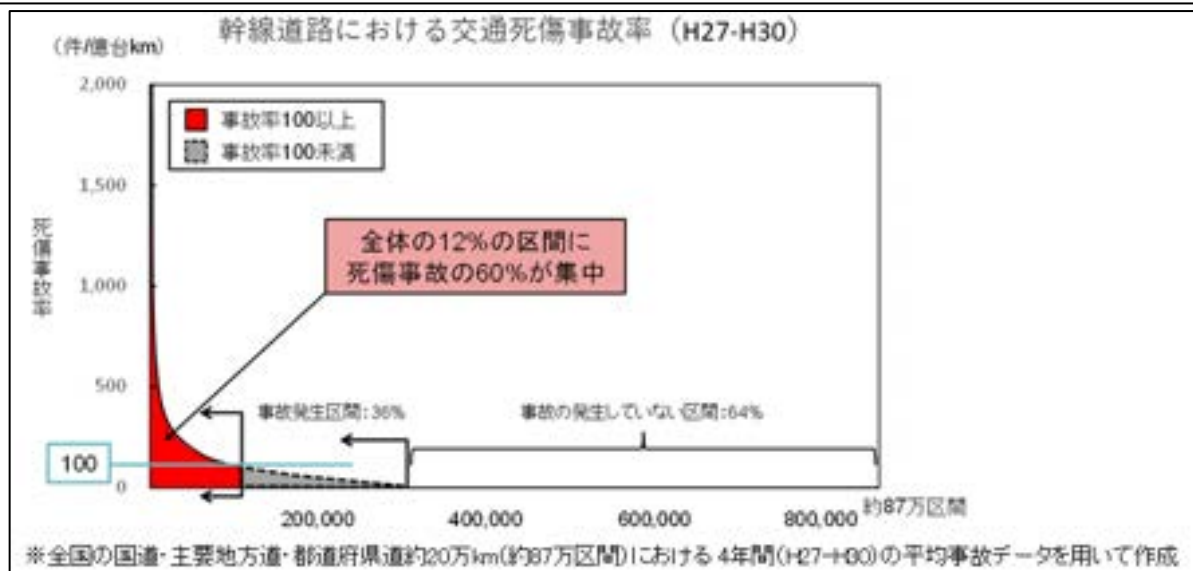 幹線道路における交通死傷事故率（H27-H30）
（件/億台km）
2,000
事故率100以上
事故率100未満
1,500
死傷事故率
全体の12%の区間に
死傷事故の60%が集中
1,000
500
事故発生区間：36%
事故の発生していない区間：64%
100
0
200,000
400,000
600,000
800,000
約87万区間
※全国の国道・主要地方道・都道府県道約20万km（約87万区間）における4年間（H27-H30）の平均事故データを用いて作成